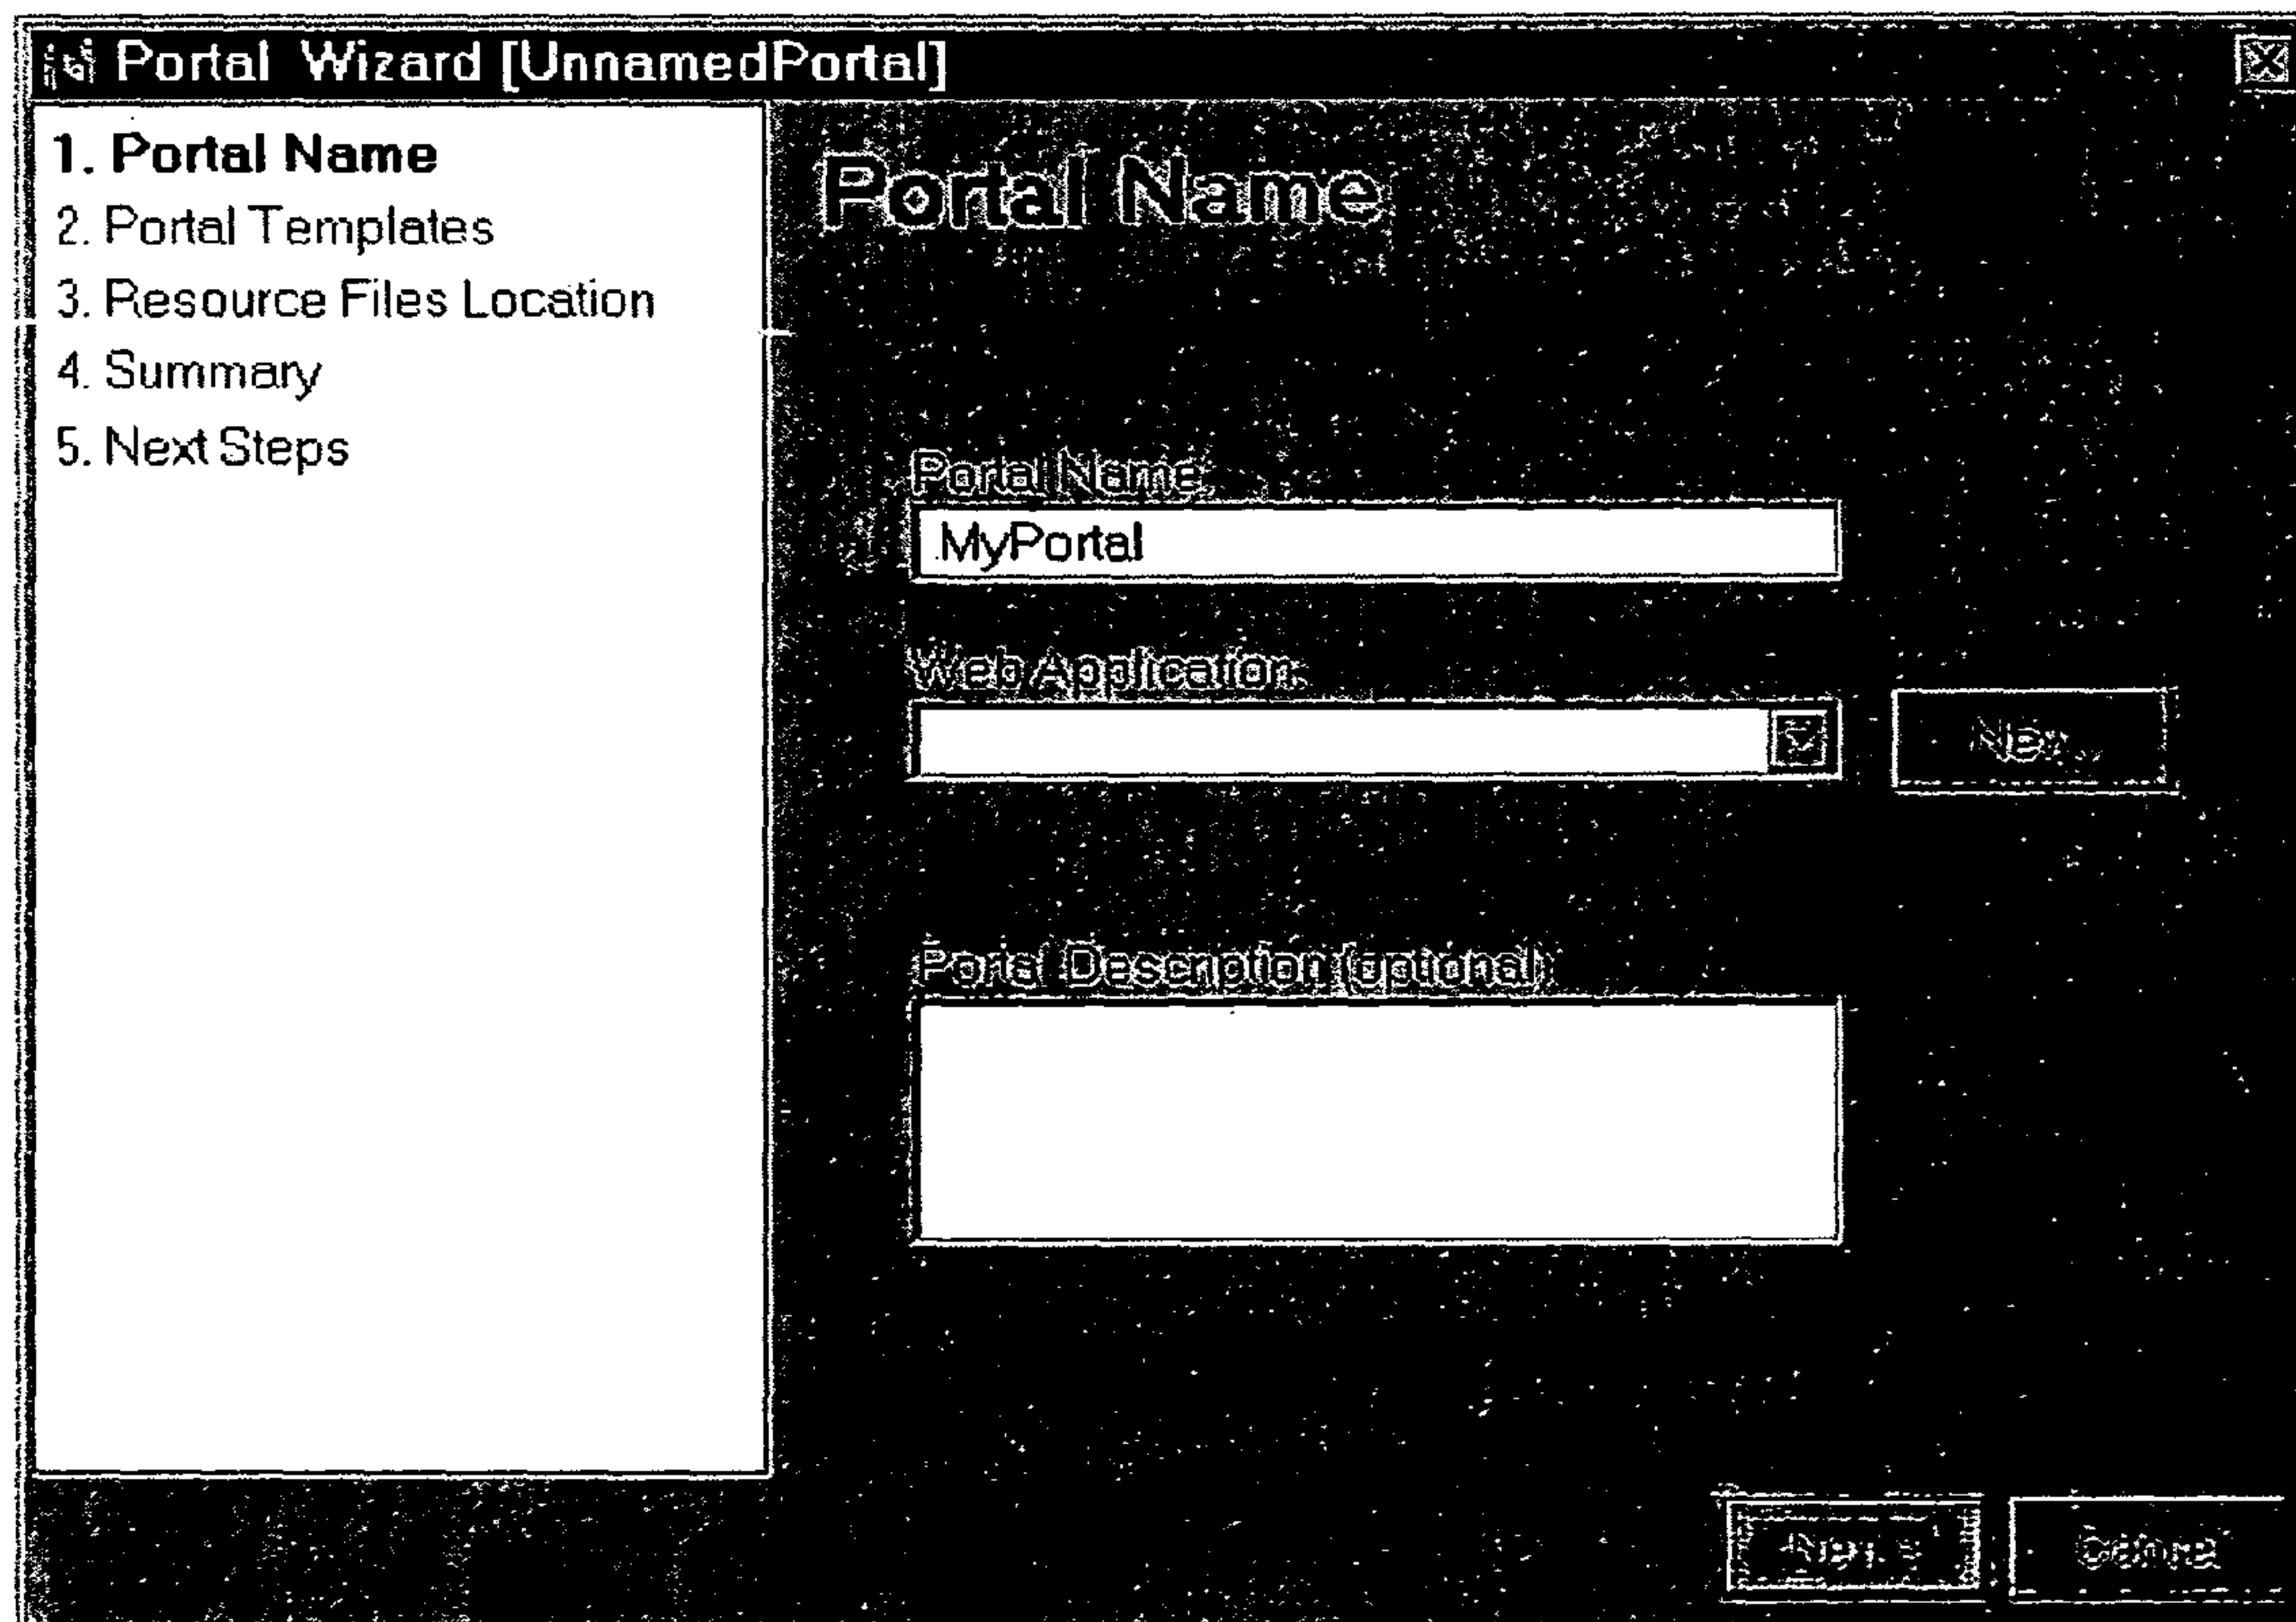 Portal Wizard [UnnamedPortal]
1. Portal Name
2. Portal Templates
3. Resource Files Location
4. Summary
5. Next Steps
Portal Name
Portal Name
MyPortal
Web Application
Portal Description (optional)
Cancel